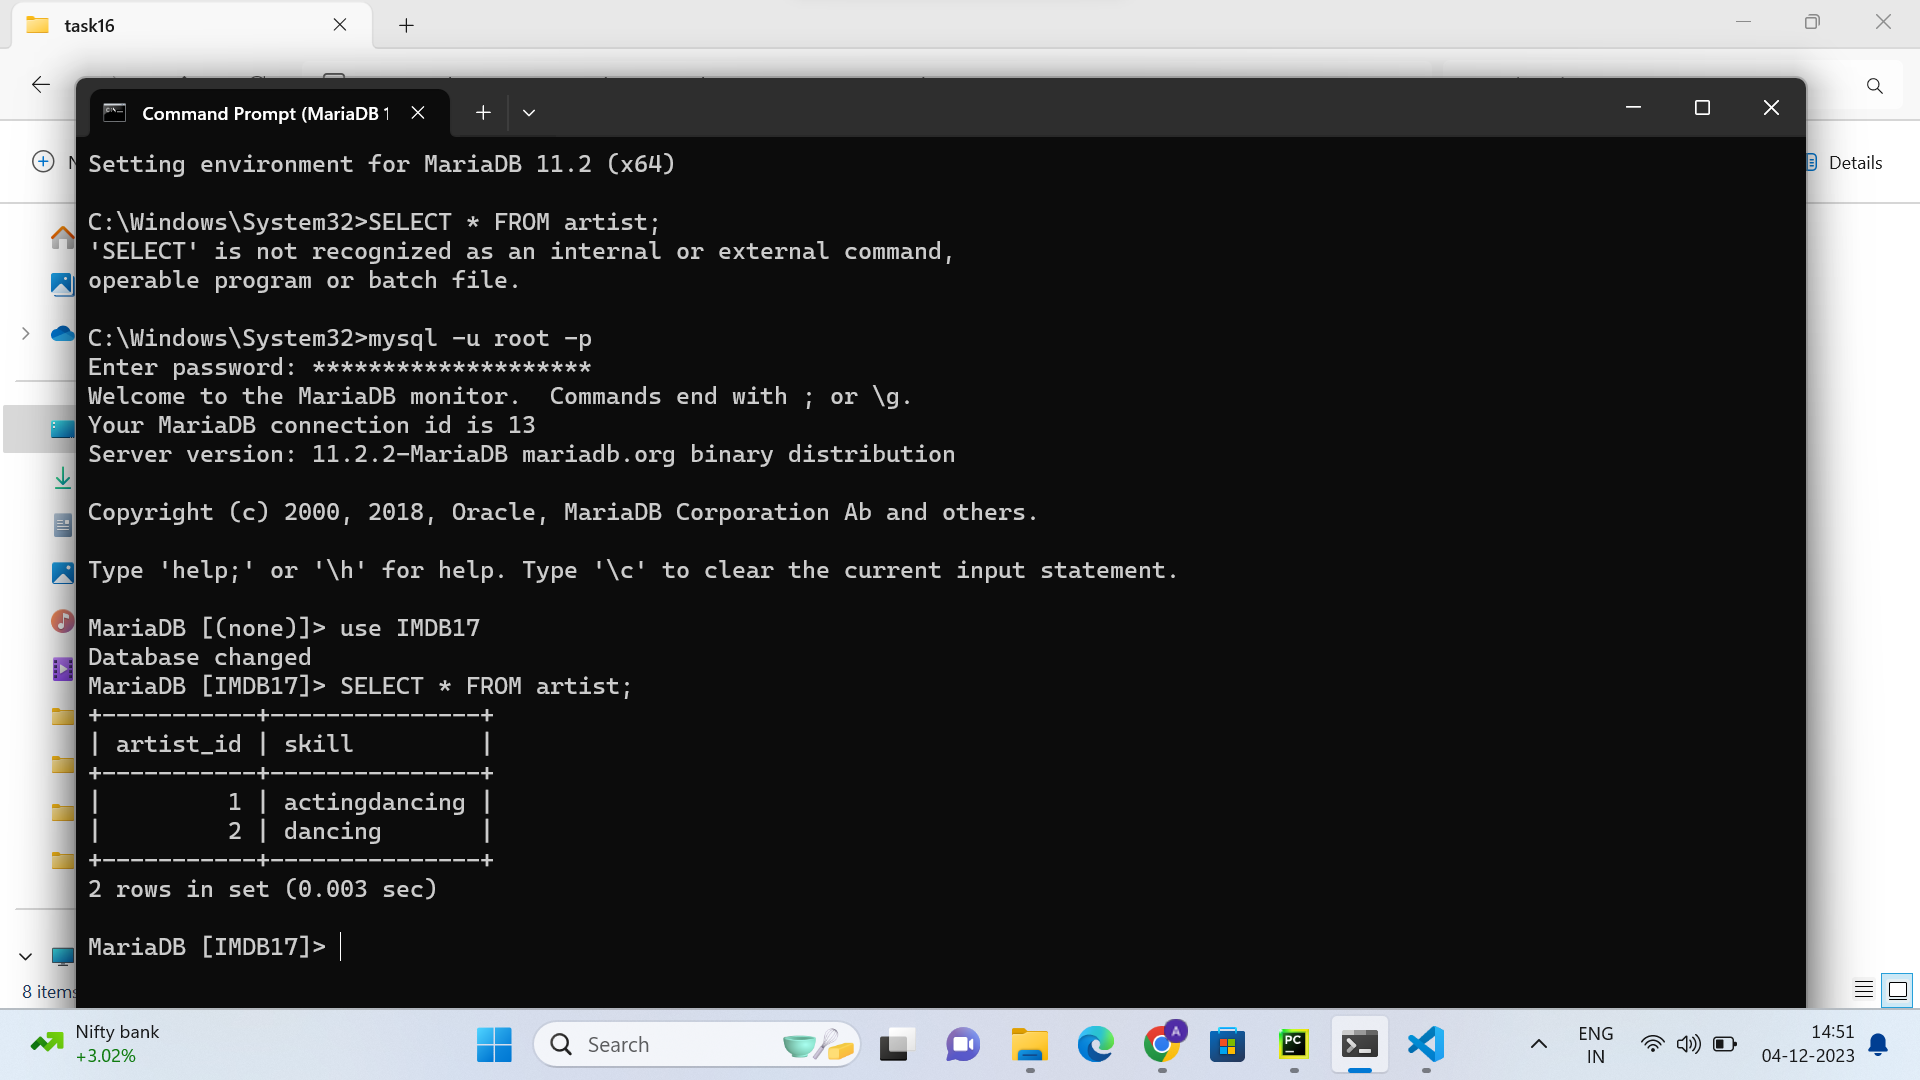 task16
Command Prompt (MariaDB 1
Details
Setting environment for MariaDB 11.2 (x64)
C:\Windows\System32>SELECT * FROM artist;
'SELECT' is not recognized as an internal or external command,
operable program or batch file.
C:\Windows\System32>mysql -u root -p
Enter password: ********************
Welcome to the MariaDB monitor.  Commands end with ; or \g.
Your MariaDB connection id is 13
Server version: 11.2.2-MariaDB mariadb.org binary distribution
Copyright (c) 2000, 2018, Oracle, MariaDB Corporation Ab and others.
Type 'help;' or '\h' for help. Type '\c' to clear the current input statement.
MariaDB [(none)]> use IMDB17
Database changed
MariaDB [IMDB17]> SELECT * FROM artist;
+-----------+---------------+
| artist_id | skill         |
+-----------+---------------+
|         1 | actingdancing |
|         2 | dancing       |
+-----------+---------------+
2 rows in set (0.003 sec)
MariaDB [IMDB17]>
8 items
Nifty bank
+3.02%
Search
A
PC
ENG
IN
14:51
04-12-2023